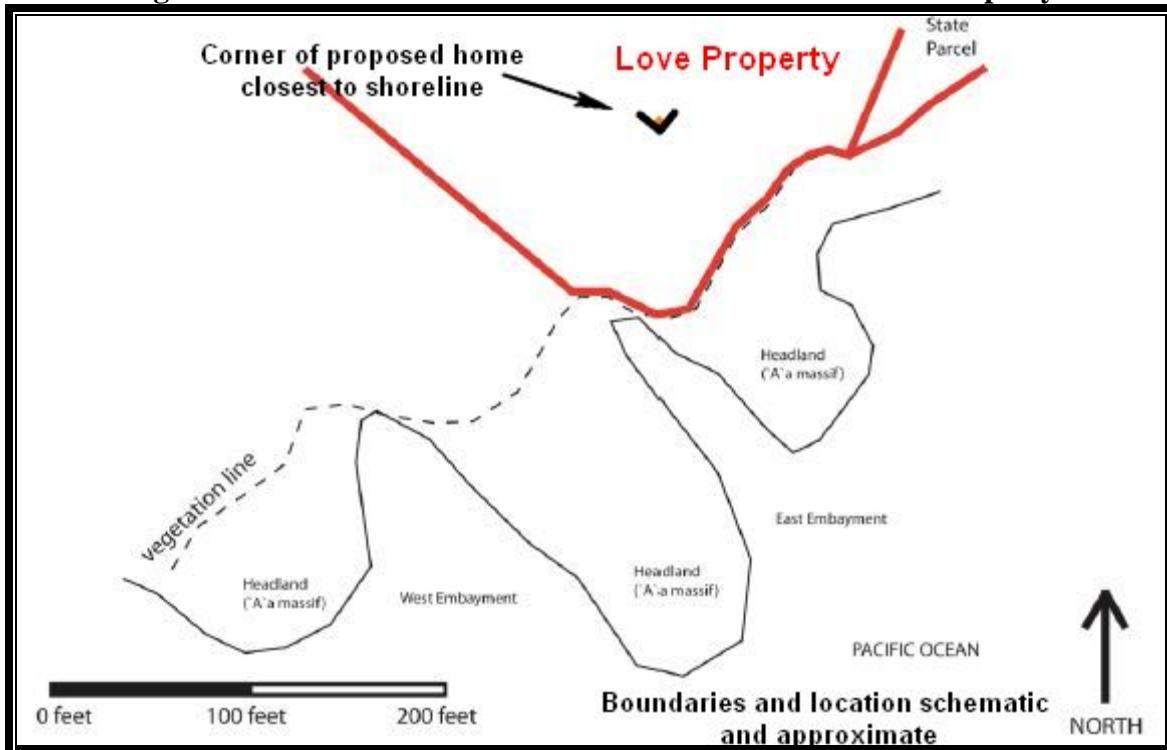 State
Parcel
Corner of proposed home
closest to shoreline
Love Property
Headland
(`A`a massif)
East Embayment
vegetation line
Headland
(`A`a massif)
West Embayment
Headland
(`A`a massif)
PACIFIC OCEAN
0 feet
100 feet
200 feet
Boundaries and location schematic
and approximate
NORTH